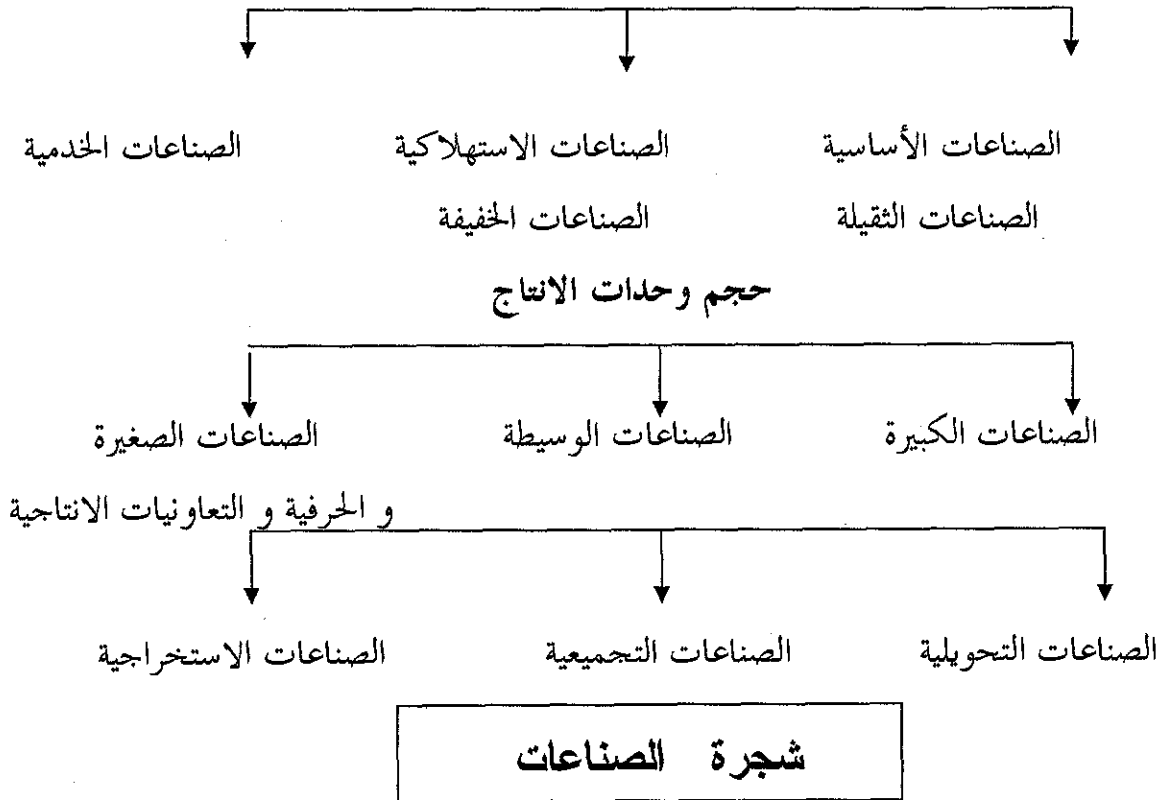 الصناعات الأساسية الصناعات الاستهلاكية الصناعات الخدمية
الصناعات الثقيلة الصناعات الخفيفة
حجم وحدات الانتاج
الصناعات الكبيرة الصناعات الوسيطة الصناعات الصغيرة
و الحرفية و التعاونيات الانتاجية
الصناعات التحويلية الصناعات التجميعية الصناعات الاستخراجية
شجرة الصناعات